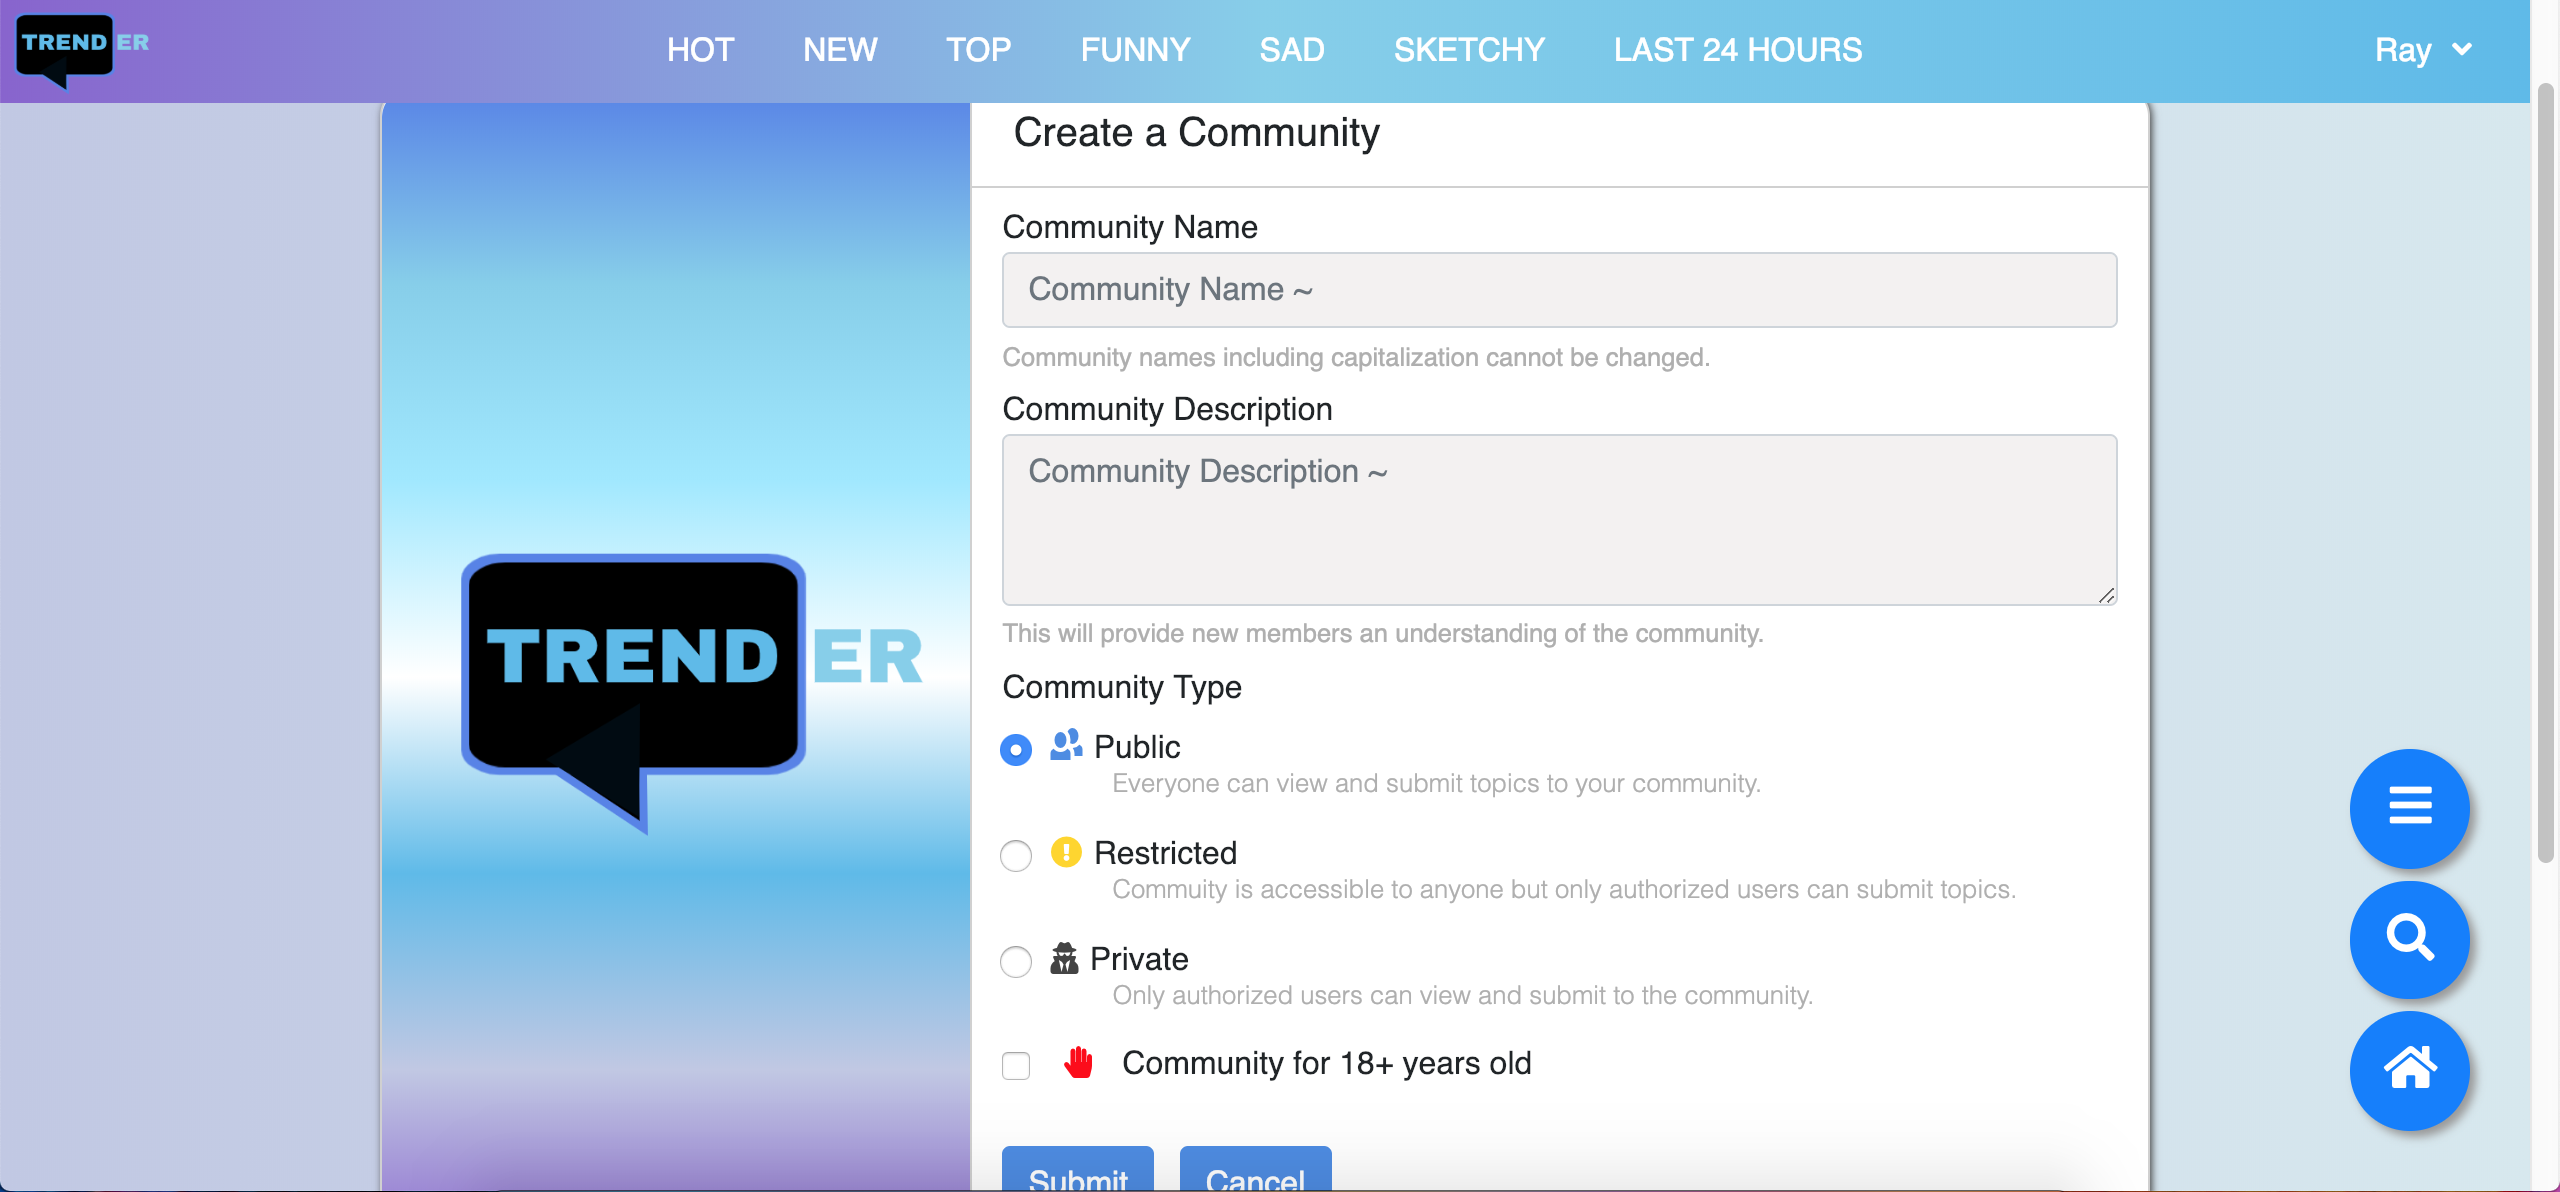 TRENDER
HOT NEW TOP FUNNY SAD SKETCHY LAST 24 HOURS
Ray
Create a Community
Community Name
Community Name ~
Community names including capitalization cannot be changed.
Community Description
Community Description ~
This will provide new members an understanding of the community.
TRENDER
Community Type
Public
Everyone can view and submit topics to your community.
Restricted
Commuity is accessible to anyone but only authorized users can submit topics.
Private
Only authorized users can view and submit to the community.
Community for 18+ years old
Submit Cancel